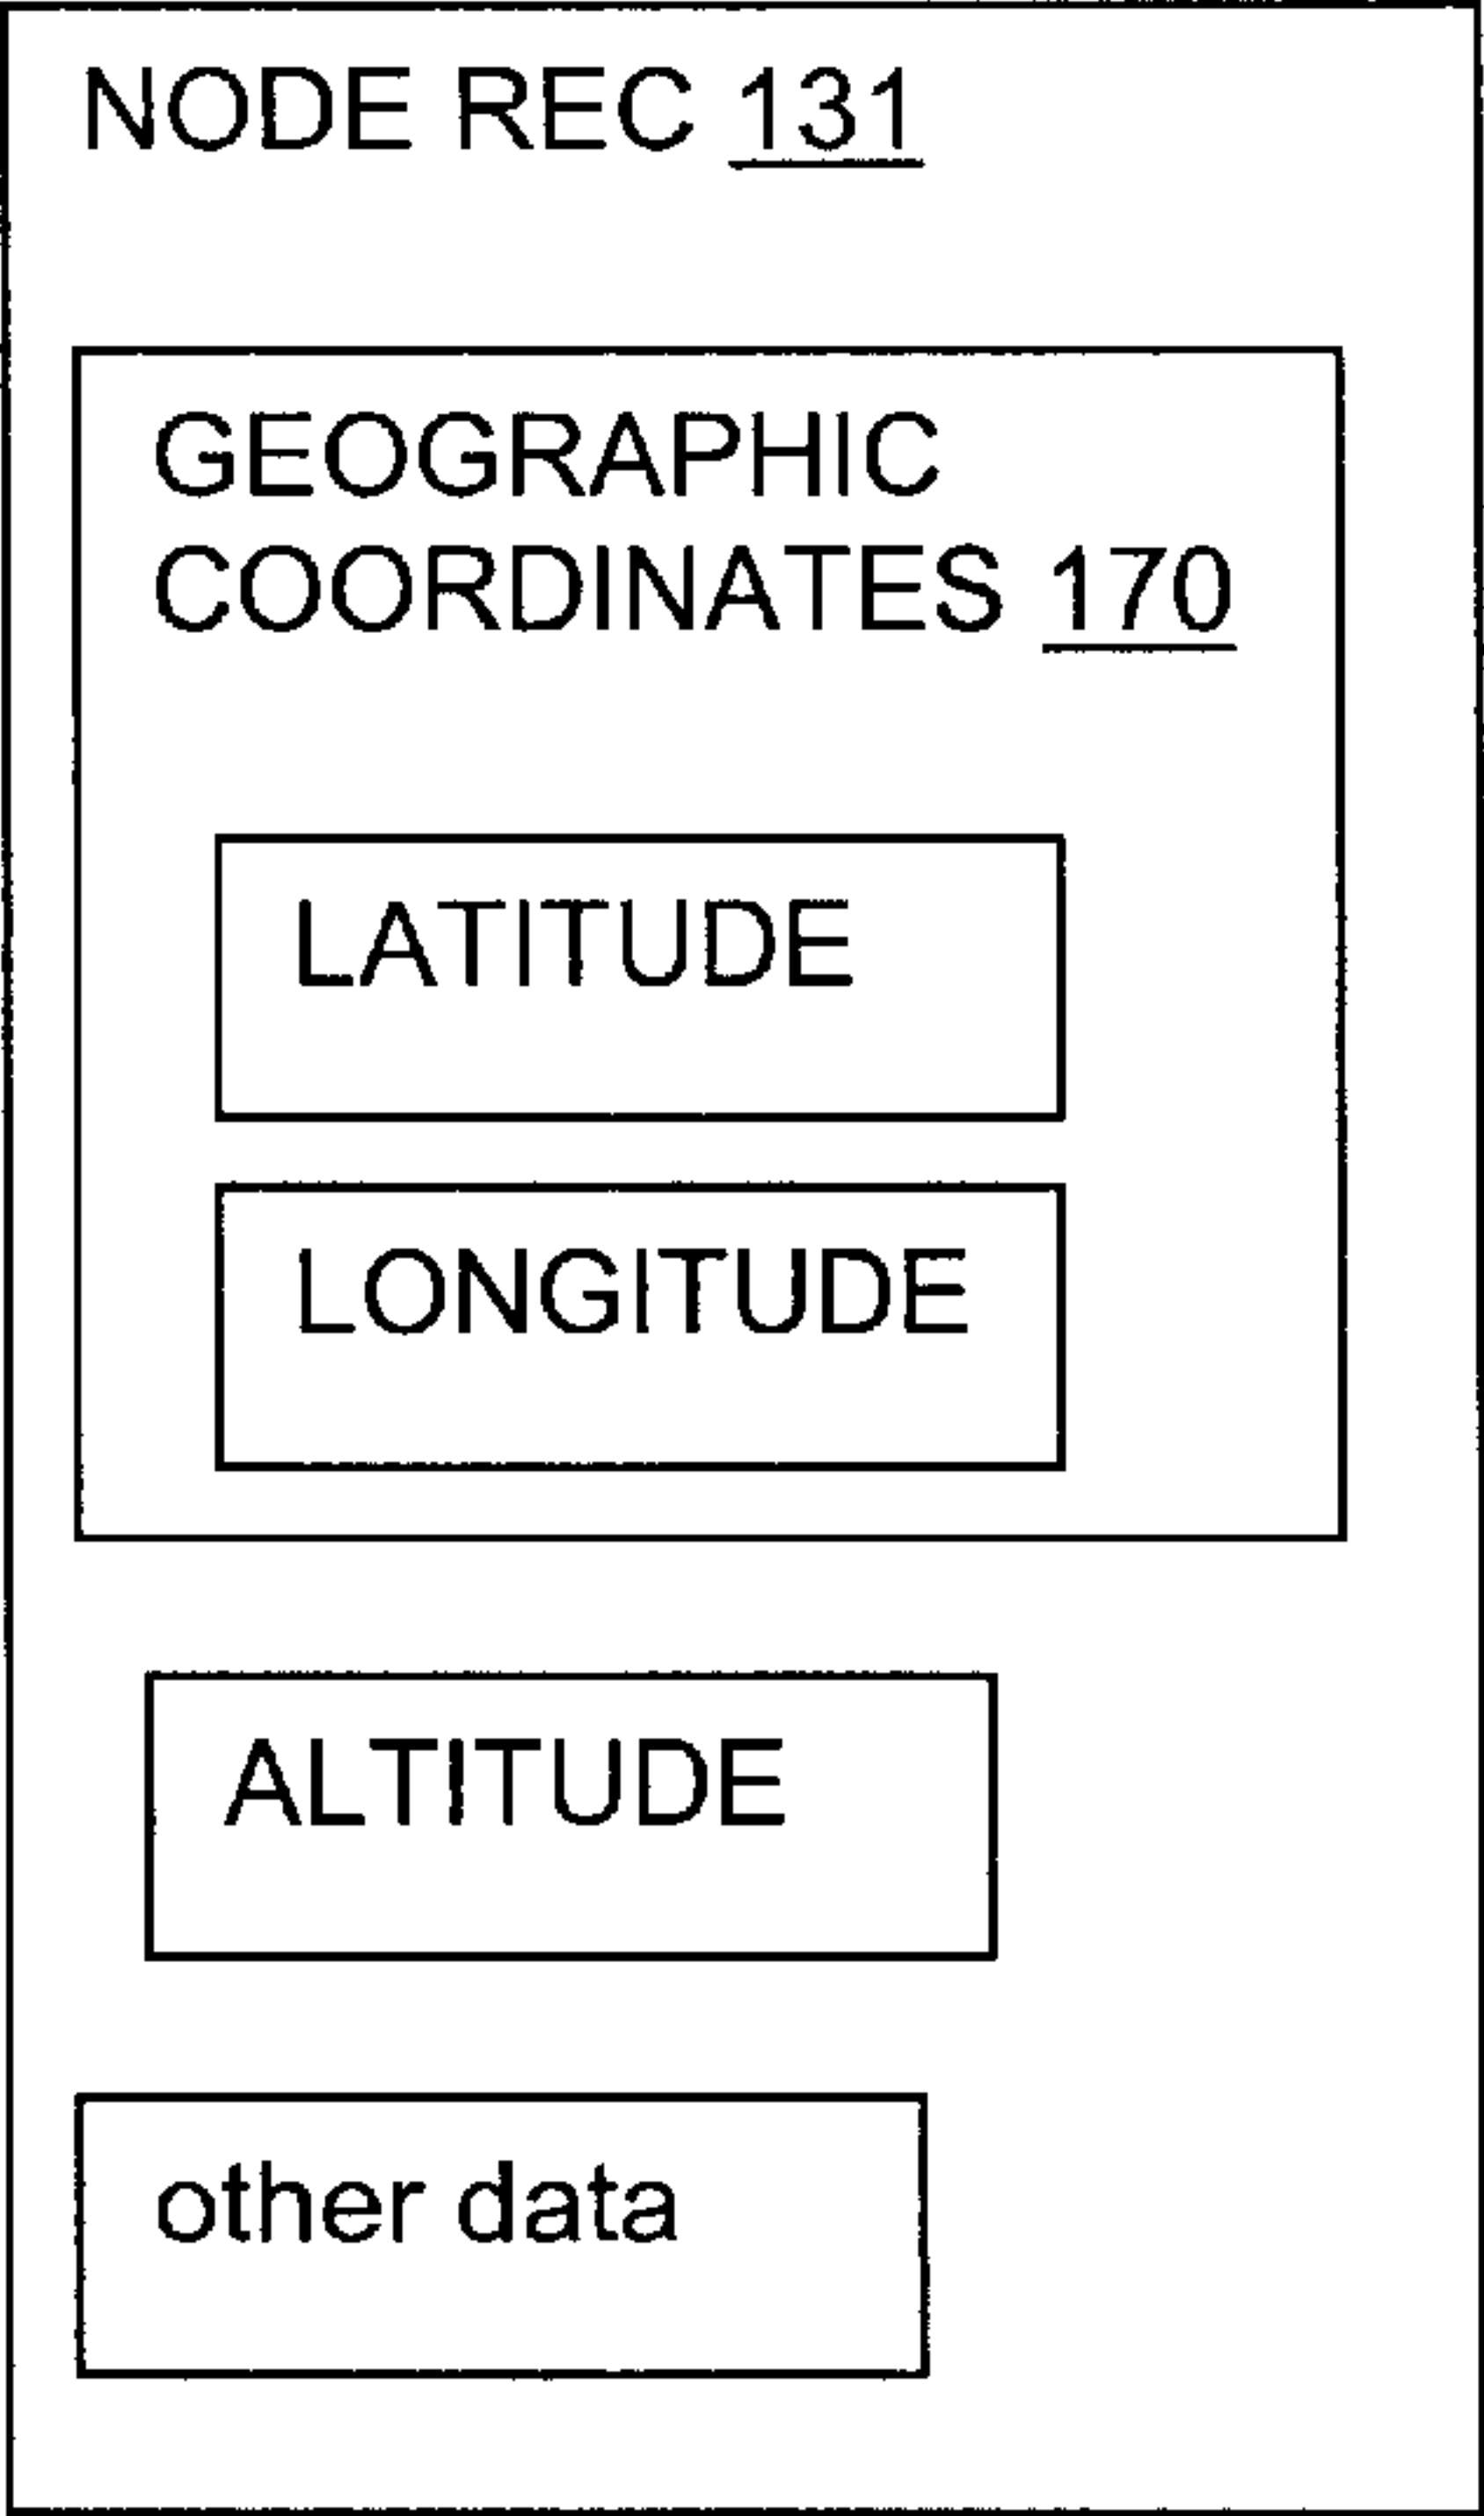 NODE REC 131
GEOGRAPHIC
COORDINATES 170
LATITUDE
LONGITUDE
ALTITUDE
other data